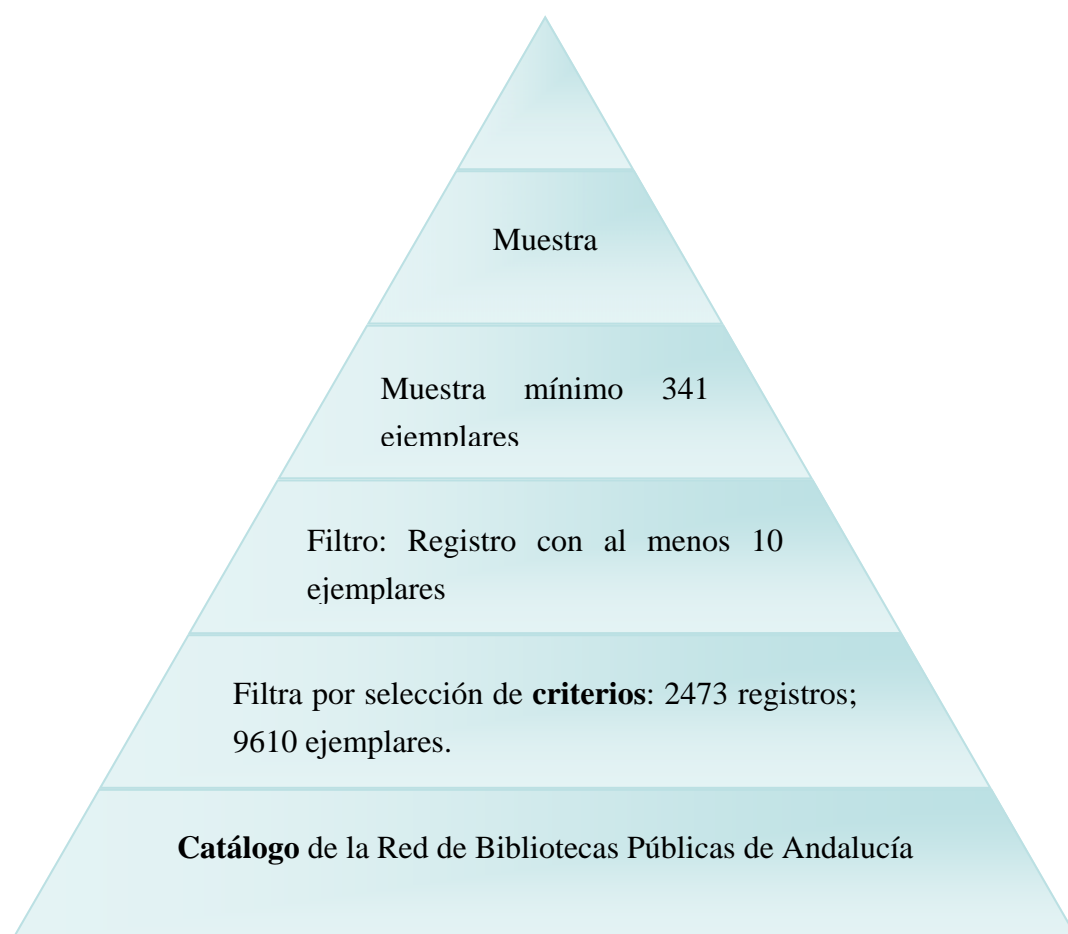 Muestra
Muestra mínimo 341
ejemplares
Filtro: Registro con al menos 10
ejemplares
Filtra por selección de criterios: 2473 registros;
9610 ejemplares.
Catálogo de la Red de Bibliotecas Públicas de Andalucía